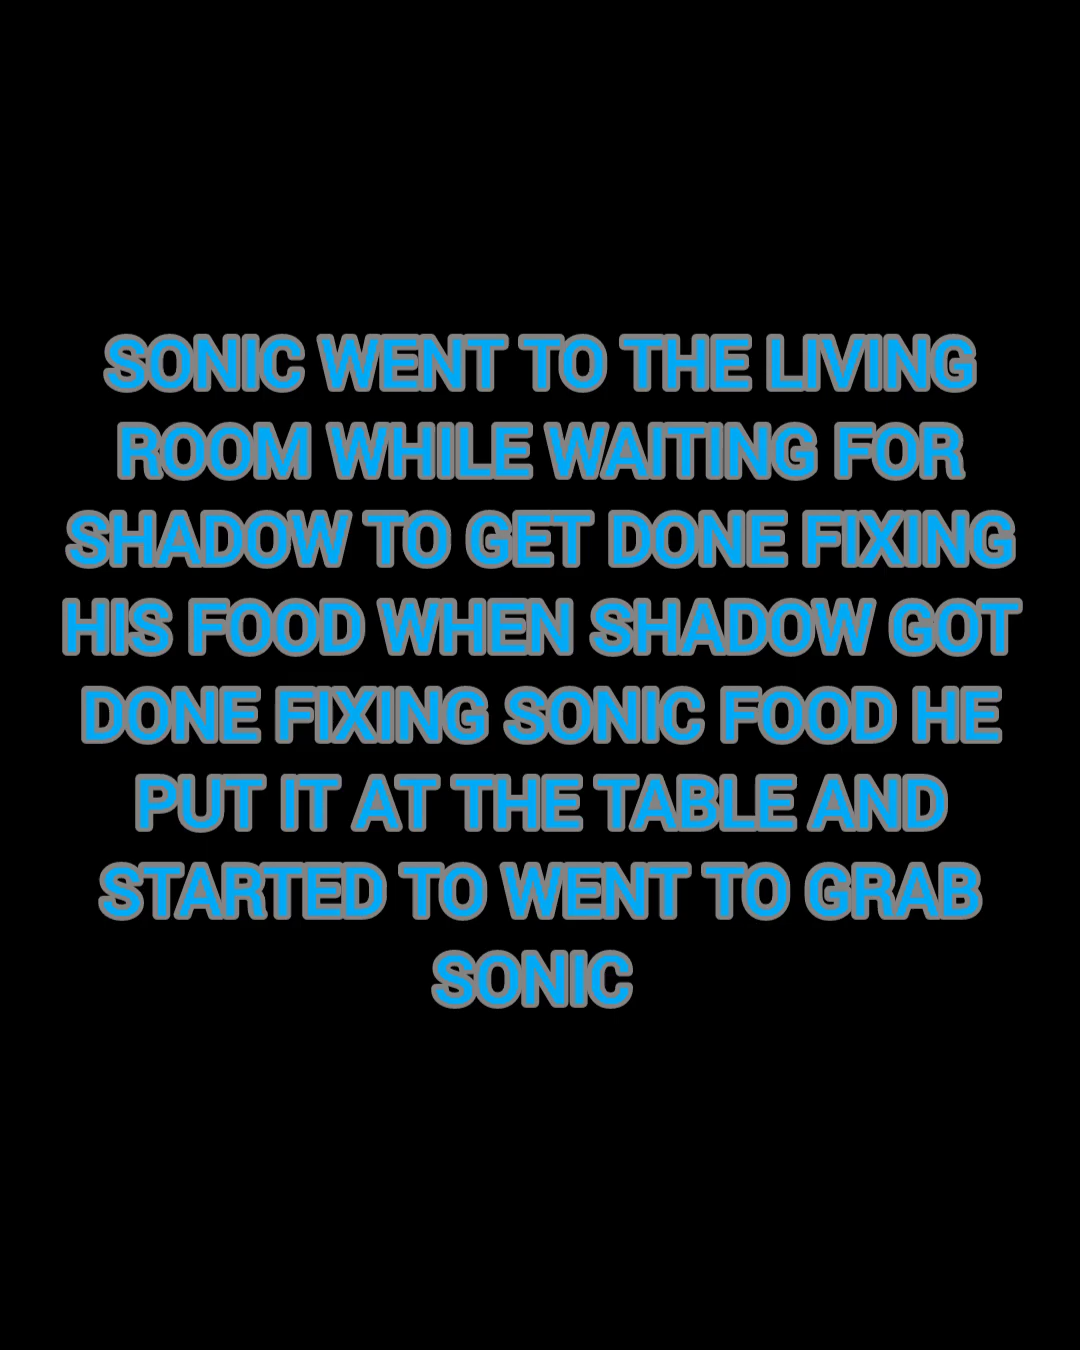 SONIC WENT TO THE LIVING
ROOM WHILE WAITING FOR
SHADOW TO GET DONE FIXING
HIS FOOD WHEN SHADOW GOT
DONE FIXING SONIC FOOD HE
PUT IT AT THE TABLE AND
STARTED TO WENT TO GRAB
SONIC